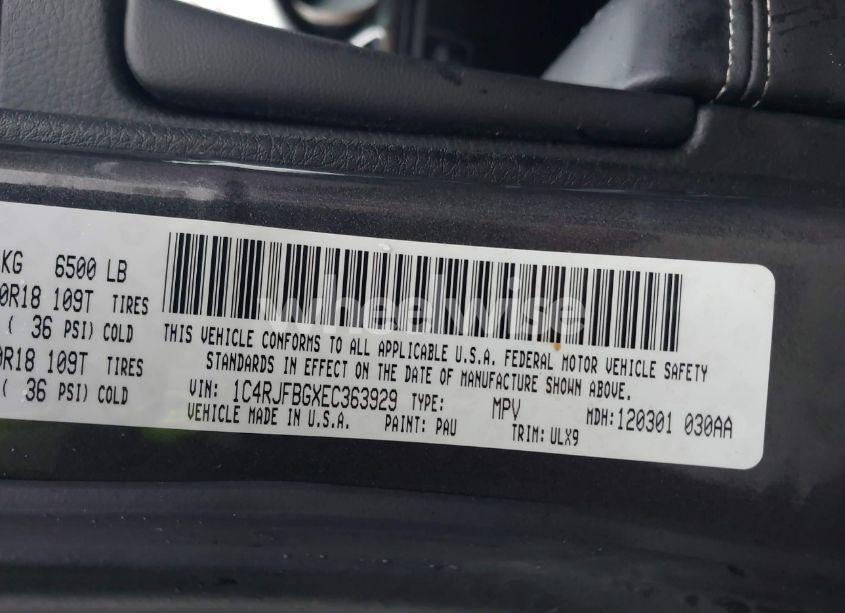 KG 6500 LB
0R18 109T TIRES
( 36 PSI) COLD
0R18 109T TIRES
( 36 PSI) COLD
THIS VEHICLE CONFORMS TO ALL APPLICABLE U.S.A. FEDERAL MOTOR VEHICLE SAFETY
STANDARDS IN EFFECT ON THE DATE OF MANUFACTURE SHOWN ABOVE.
VIN: 1C4RJFBGXEC363929 TYPE: MPV MDH:120301 030AA
VEHICLE MADE IN U.S.A. PAINT: PAU TRIM: ULX9
wheelwise